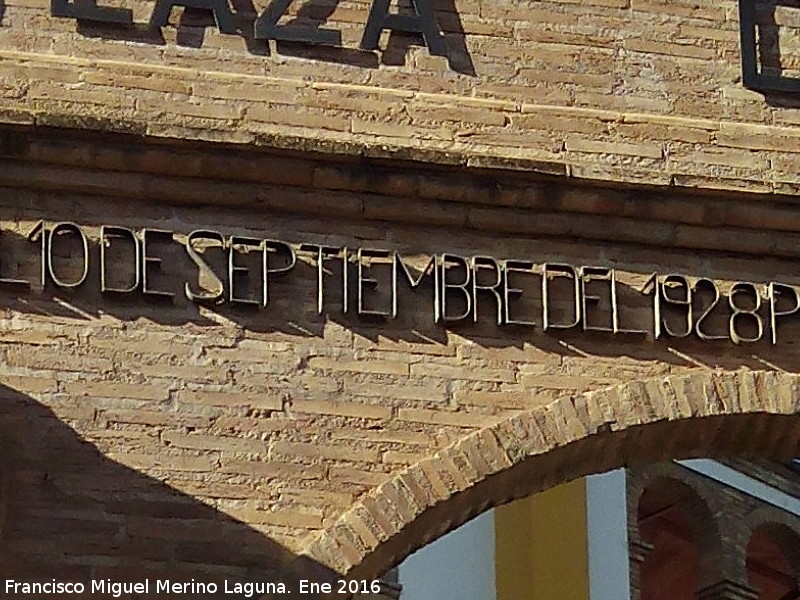 LAZA
L 10 DE SEPTIEMBRE DEL 1928 P
Francisco Miguel Merino Laguna. Ene 2016